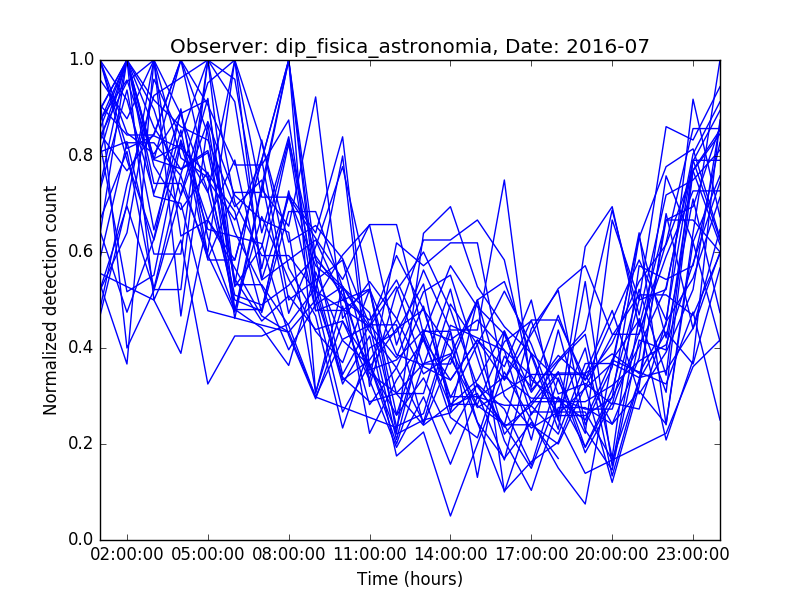 Observer: dip_fisica_astronomia, Date: 2016-07
1.0
0.8
0.6
0.4
0.2
0.0
Normalized detection count
02:00:00 05:00:00 08:00:00 11:00:00 14:00:00 17:00:00 20:00:00 23:00:00
Time (hours)